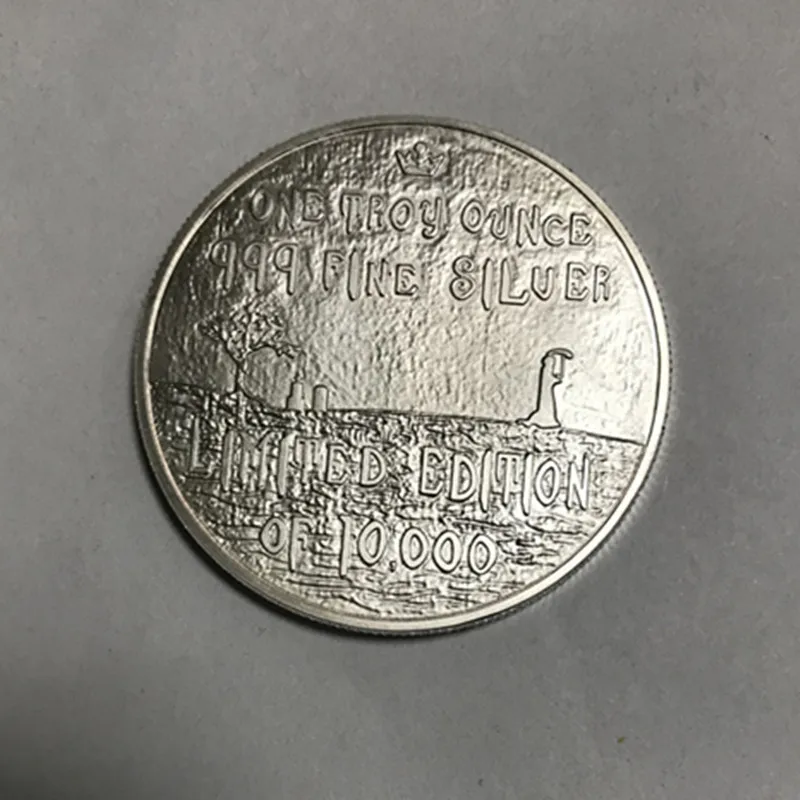 ONE TROY OUNCE
999 FINE SILVER
LIMITED EDITION
OF 10,000